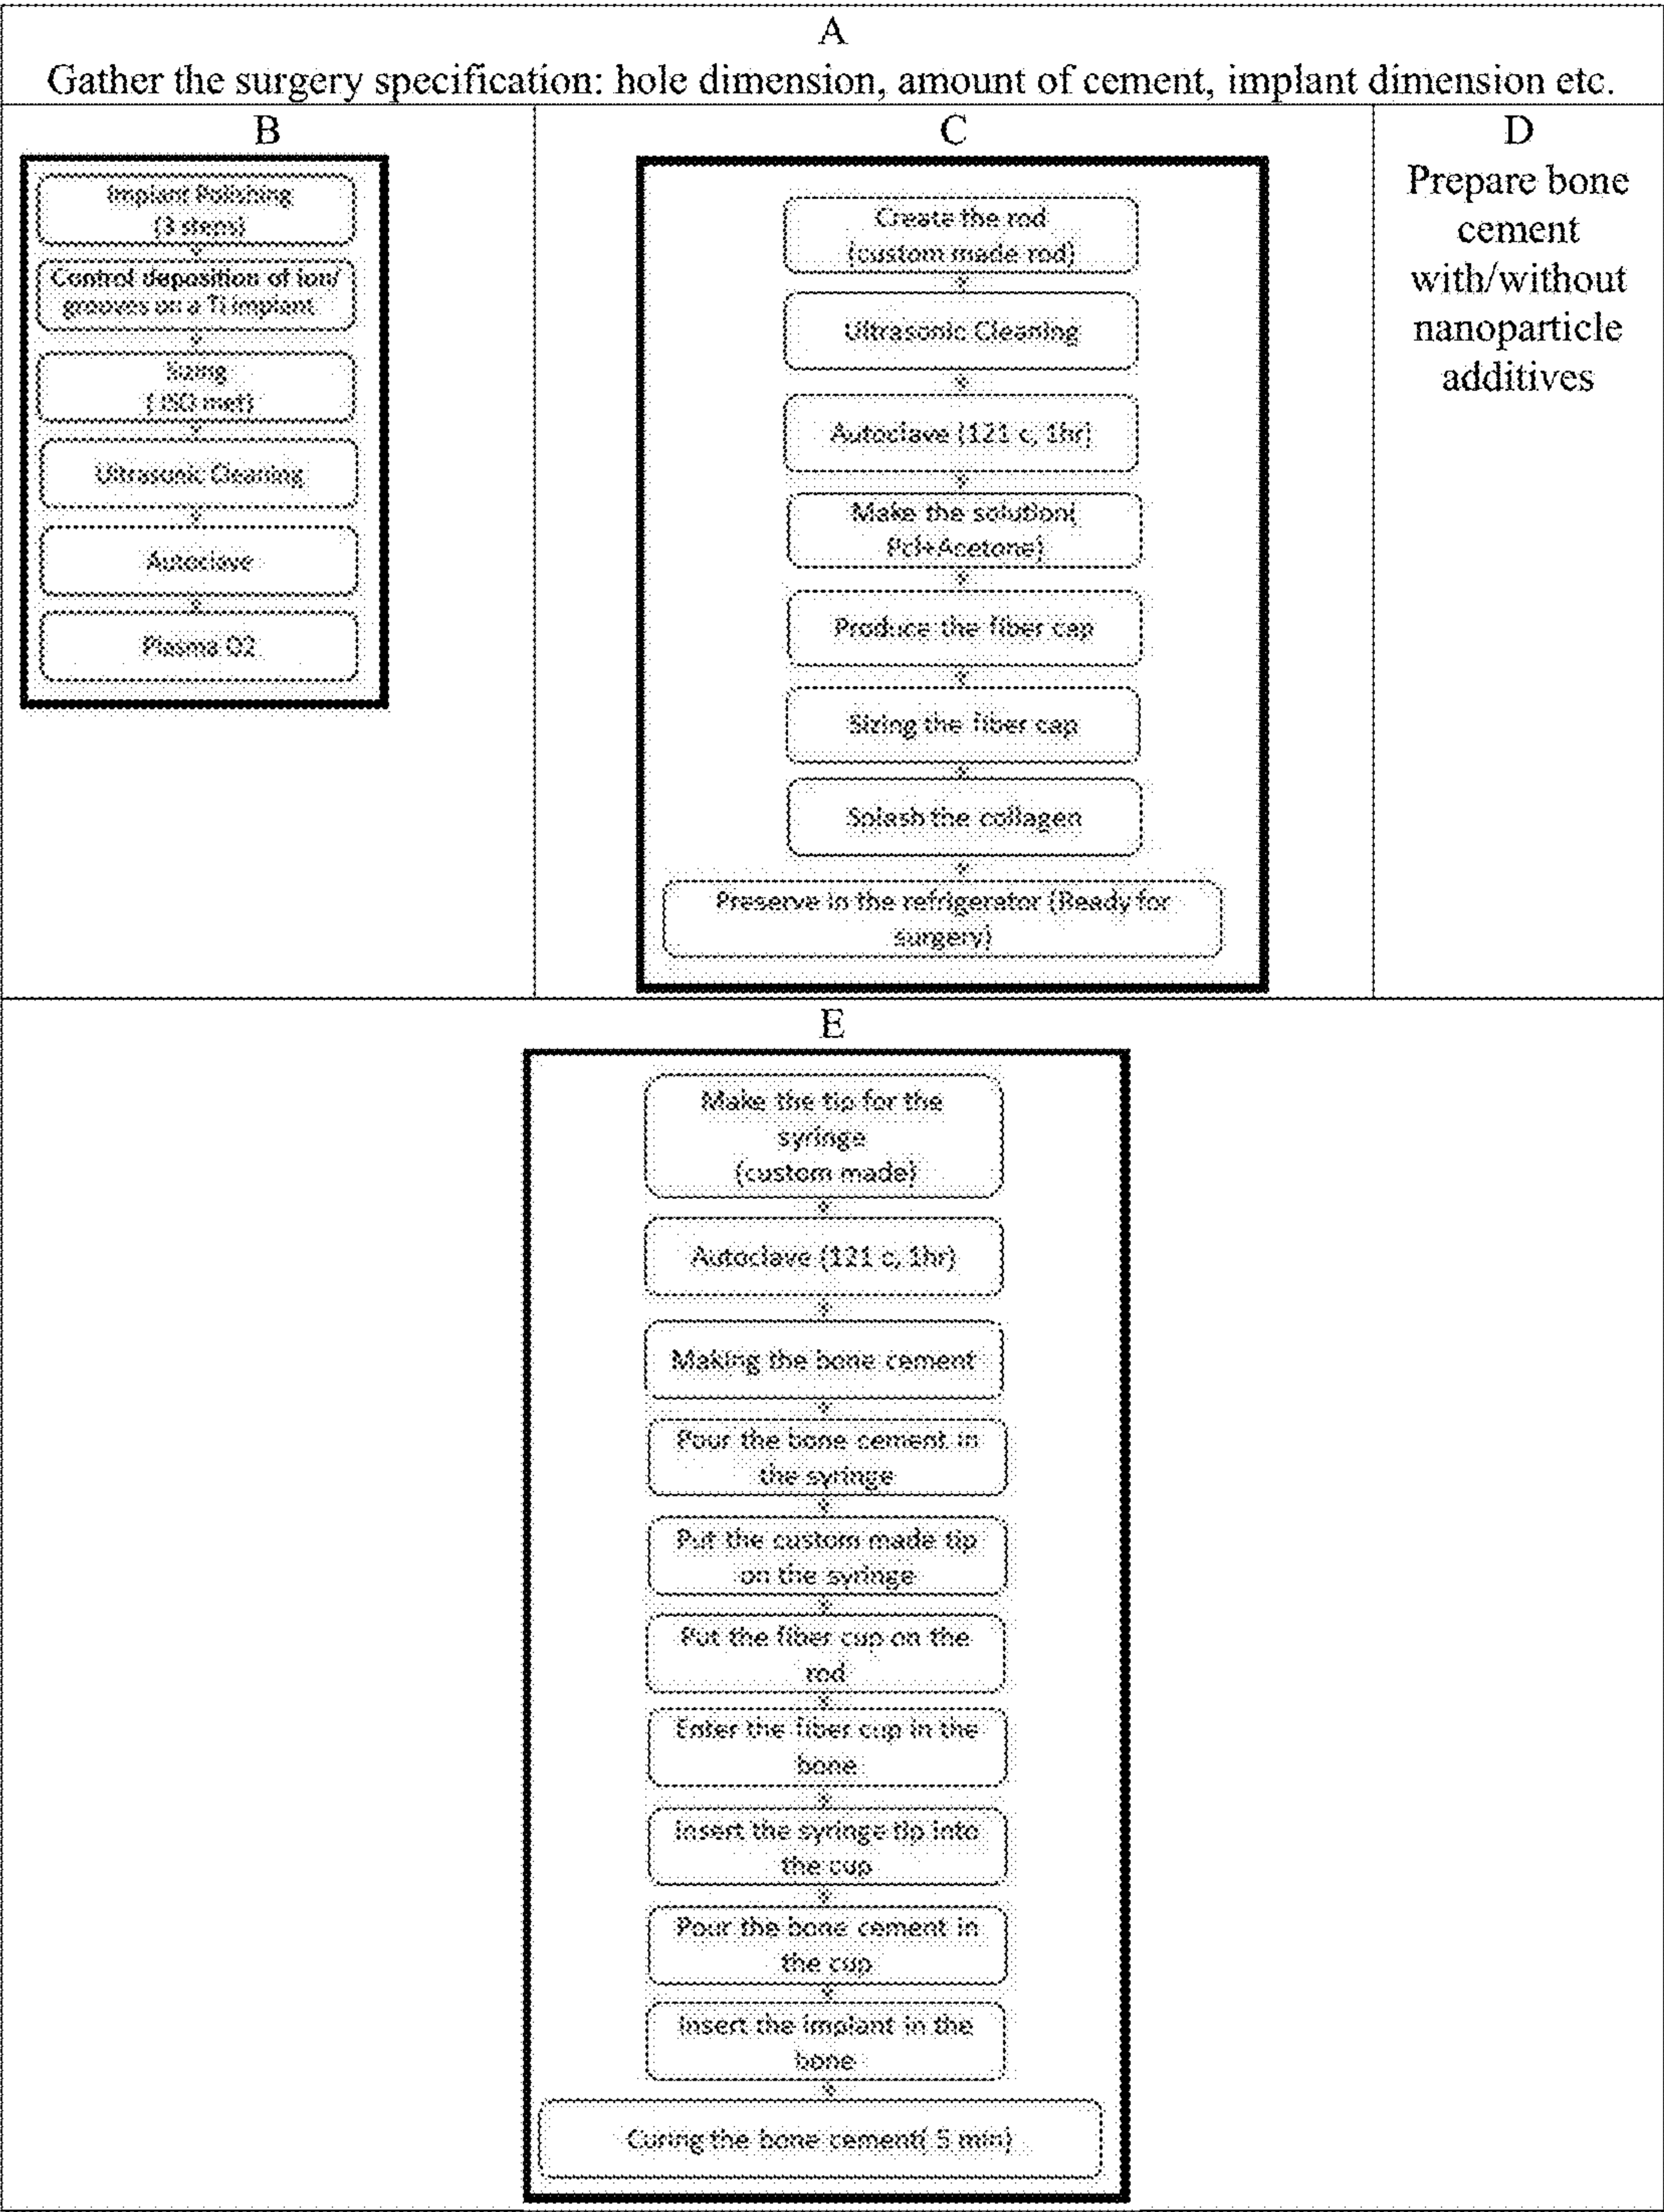 A
Gather the surgery specification: hole dimension, amount of cement, implant dimension etc.
B
Implant Polishing
(3 steps)
Control deposition of ion/
grooves on a Ti implant
Sizing
( ISO met)
Ultrasonic Cleaning
Autoclave
Plasma O2
C
Create the rod
(custom made rod)
Ultrasonic Cleaning
Autoclave (121 c, 1hr)
Make the solution(
Pcl+Acetone)
Produce the fiber cap
Sizing the fiber cap
Splash the collagen
Preserve in the refrigerator (Ready for
surgery)
D
Prepare bone
cement
with/without
nanoparticle
additives
E
Make the tip for the
syringe
(custom made)
Autoclave (121 c, 1hr)
Making the bone cement
Pour the bone cement in
the syringe
Put the custom made tip
on the syringe
Put the fiber cup on the
rod
Enter the fiber cup in the
bone
Insert the syringe tip into
the cup
Pour the bone cement in
the cup
Insert the implant in the
bone
Curing the bone cement( 5 min)